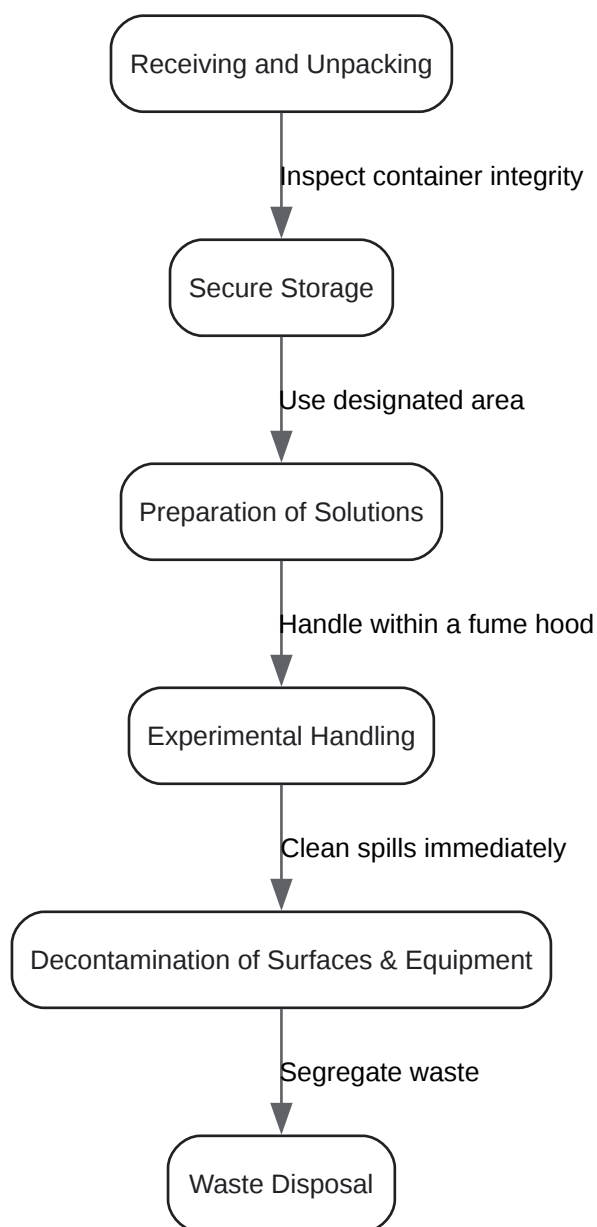 Receiving and Unpacking
Inspect container integrity
Secure Storage
Use designated area
Preparation of Solutions
Handle within a fume hood
Experimental Handling
Clean spills immediately
Decontamination of Surfaces & Equipment
Segregate waste
Waste Disposal